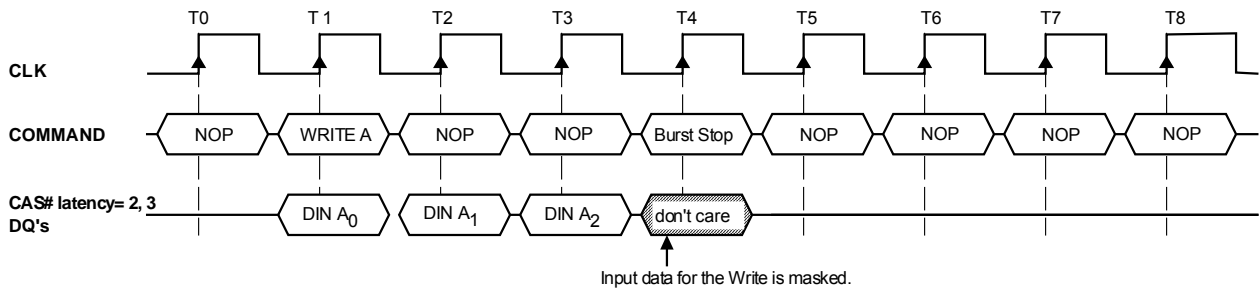 T0 T1 T2 T3 T4 T5 T6 T7 T8
CLK
COMMAND NOP WRITE A NOP NOP Burst Stop NOP NOP NOP NOP
CAS# latency= 2, 3
DQ's DIN A0 DIN A1 DIN A2 don't care
Input data for the Write is masked.